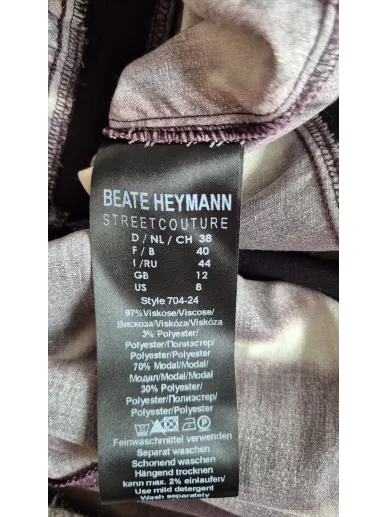 BEATE HEYMANN
STREETCOUTURE
D / NL / CH 38
F / B 40
I / RU 44
GB 12
US 8
Style 704-24
97% Viskose/Viscose/
Вискоза/Viskóza/Viskóza
3% Polyester/
Polyester/Полиэстер/
Polyester/Polyester
70% Modal/Modal/
Модал/Modal/Modal
30% Polyester/
Polyester/Полиэстер/
Polyester/Polyester
Feinwaschmittel verwenden
Separat waschen
Schonend waschen
Hängend trocknen
kann max. 2% einlaufen/
Use mild detergent
Wash separately